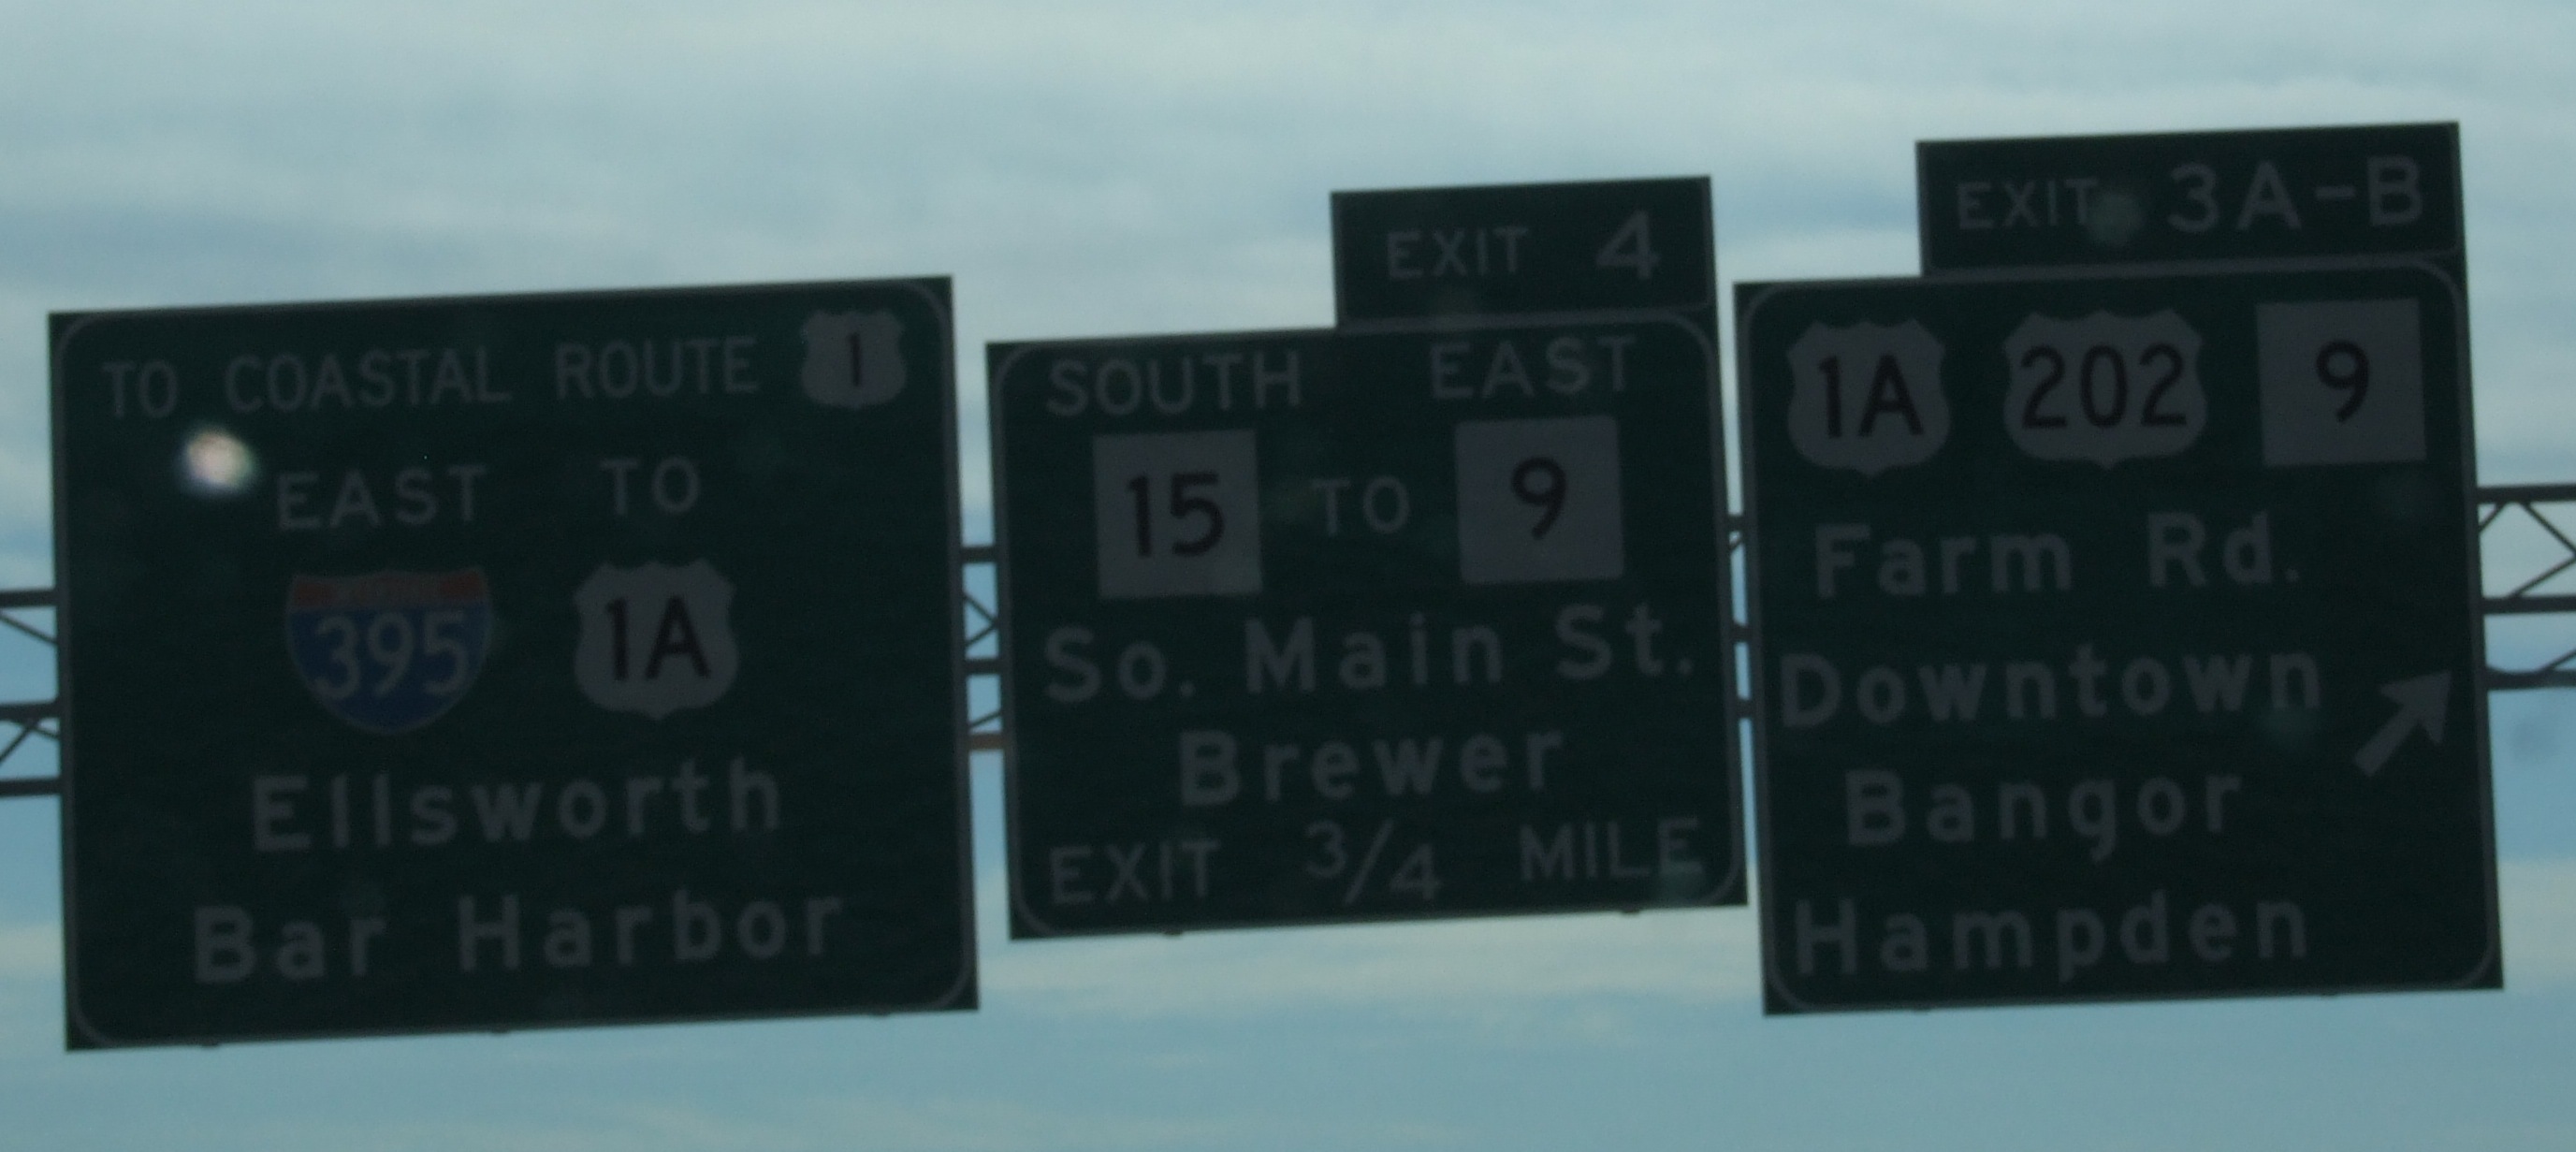 TO COASTAL ROUTE 1
EAST TO
395 1A
Ellsworth
Bar Harbor
EXIT 4
SOUTH EAST
15 TO 9
So. Main St.
Brewer
EXIT 3/4 MILE
EXIT 3A-B
1A 202 9
Farm Rd.
Downtown
Bangor
Hampden